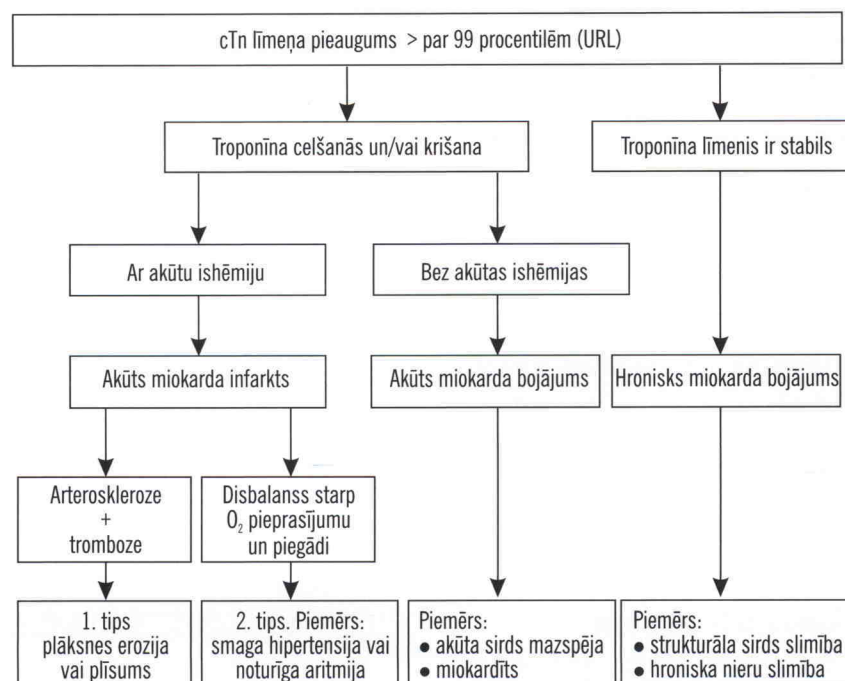 cTn līmeņa pieaugums > par 99 procentilēm (URL)
Troponīna celšanās un/vai krišana
Troponīna līmenis ir stabils
Ar akūtu ishēmiju
Bez akūtas ishēmijas
Akūts miokarda infarkts
Akūts miokarda bojājums
Hronisks miokarda bojājums
Arteroskleroze
+
tromboze
Disbalanss starp
O₂ pieprasījumu
un piegādi
1. tips
plāksnes erozija
vai plīsums
2. tips. Piemērs:
smaga hipertensija vai
noturīga aritmija
Piemērs:
● akūta sirds mazspēja
● miokardīts
Piemērs:
● strukturāla sirds slimība
● hroniska nieru slimība